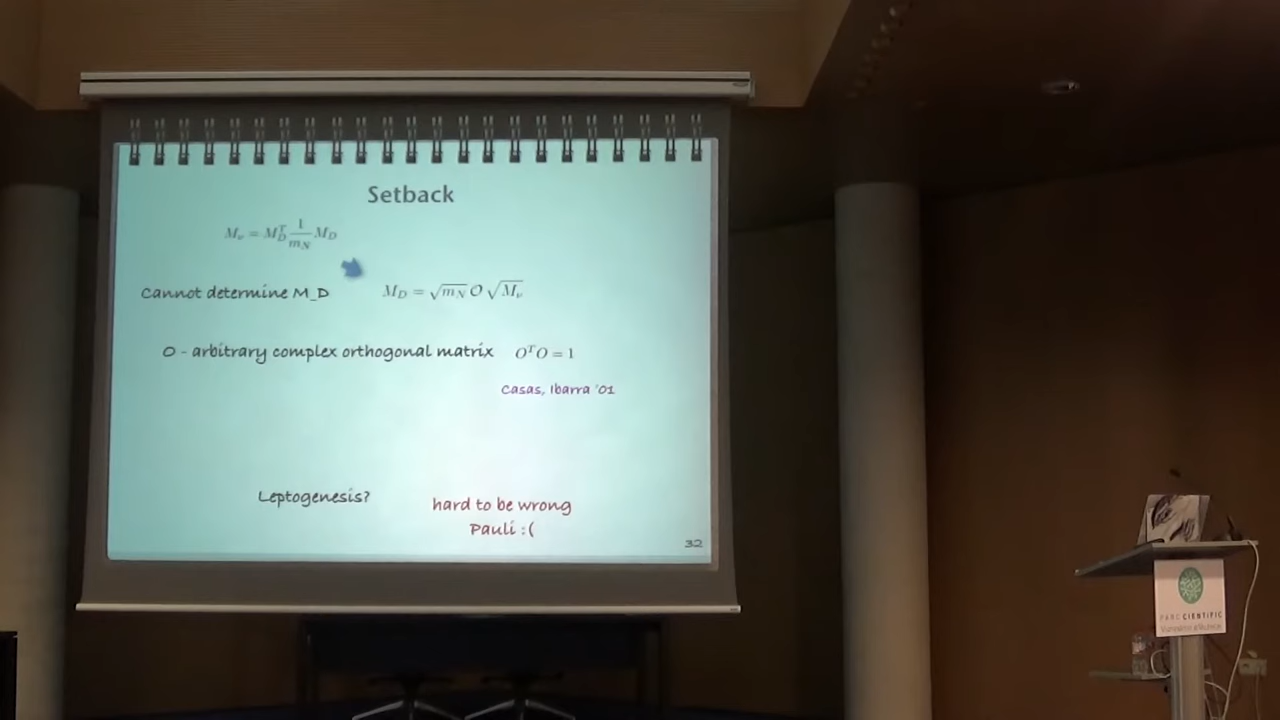 Setback
M_ν = M_D^T 1/m_N M_D
Cannot determine M_D
M_D = √m_N O √M_ν
O - arbitrary complex orthogonal matrix
O^T O = 1
Casas, Ibarra '01
Leptogenesis?
hard to be wrong
Pauli :(
32
PARC CIENTÍFIC